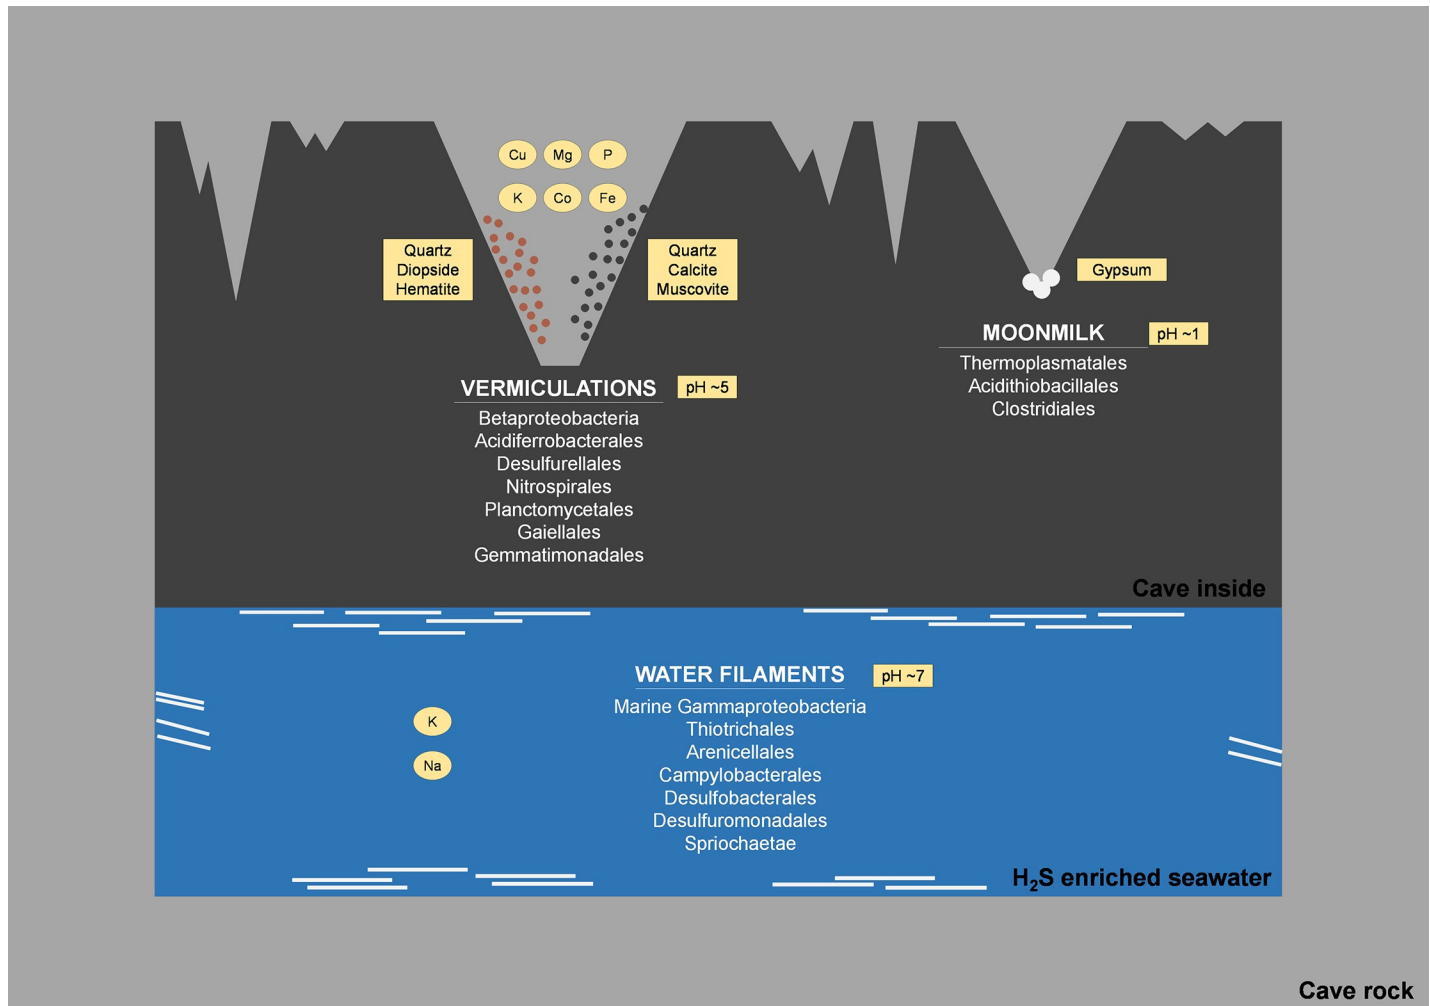 Cu Mg P
K Co Fe
Quartz
Diopside
Hematite
Quartz
Calcite
Muscovite
VERMICULATIONS pH ~5
Betaproteobacteria
Acidiferrobacterales
Desulfurellales
Nitrospirales
Planctomycetales
Gaiellales
Gemmatimonadales
Gypsum
MOONMILK pH ~1
Thermoplasmatales
Acidithiobacillales
Clostridiales
Cave inside
WATER FILAMENTS pH ~7
Marine Gammaproteobacteria
Thiotrichales
Arenicellales
Campylobacterales
Desulfobacterales
Desulfuromonadales
Spriochaetae
K
Na
H₂S enriched seawater
Cave rock